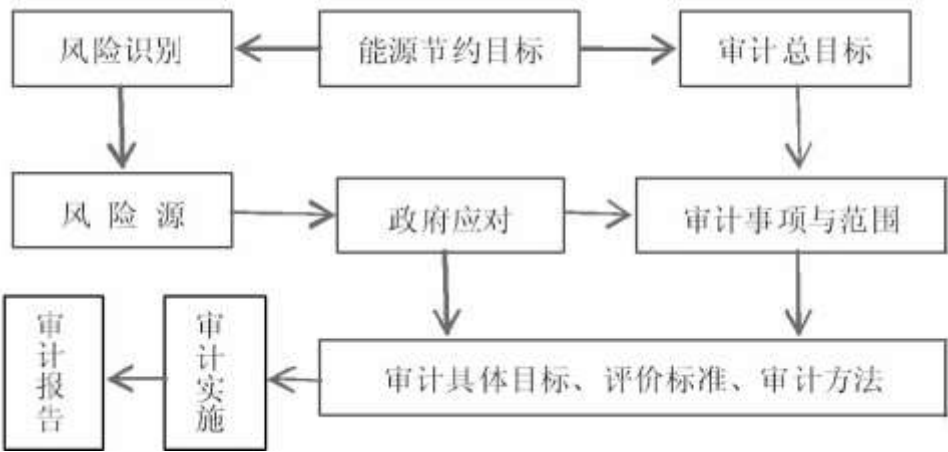 风险识别
能源节约目标
审计总目标
风险源
政府应对
审计事项与范围
审计报告
审计实施
审计具体目标、评价标准、审计方法